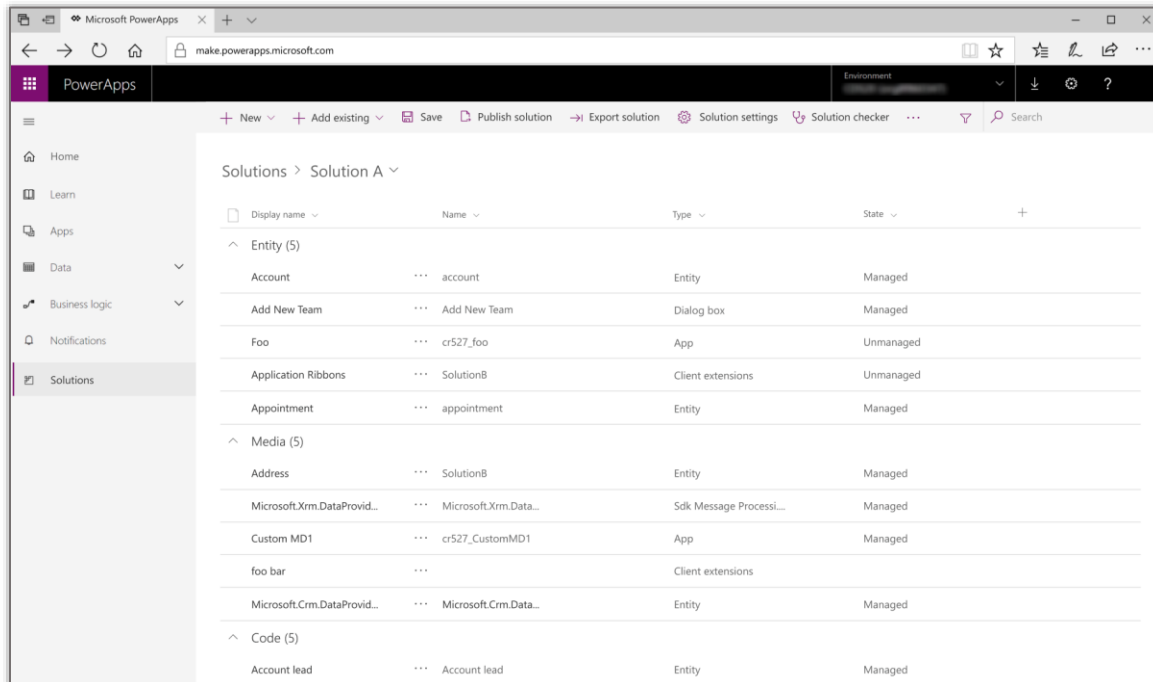 Microsoft PowerApps
make.powerapps.microsoft.com
PowerApps
Environment
New
Add existing
Save
Publish solution
Export solution
Solution settings
Solution checker
Search
Home
Learn
Apps
Data
Business logic
Notifications
Solutions
Solutions > Solution A
Display name Name Type State
Entity (5)
Account ··· account Entity Managed
Add New Team ··· Add New Team Dialog box Managed
Foo ··· cr527_foo App Unmanaged
Application Ribbons ··· SolutionB Client extensions Unmanaged
Appointment ··· appointment Entity Managed
Media (5)
Address ··· SolutionB Entity Managed
Microsoft.Xrm.DataProvid... ··· Microsoft.Xrm.Data... Sdk Message Processi.... Managed
Custom MD1 ··· cr527_CustomMD1 App Managed
foo bar ··· Client extensions
Microsoft.Crm.DataProvid... ··· Microsoft.Crm.Data... Entity Managed
Code (5)
Account lead ··· Account lead Entity Managed